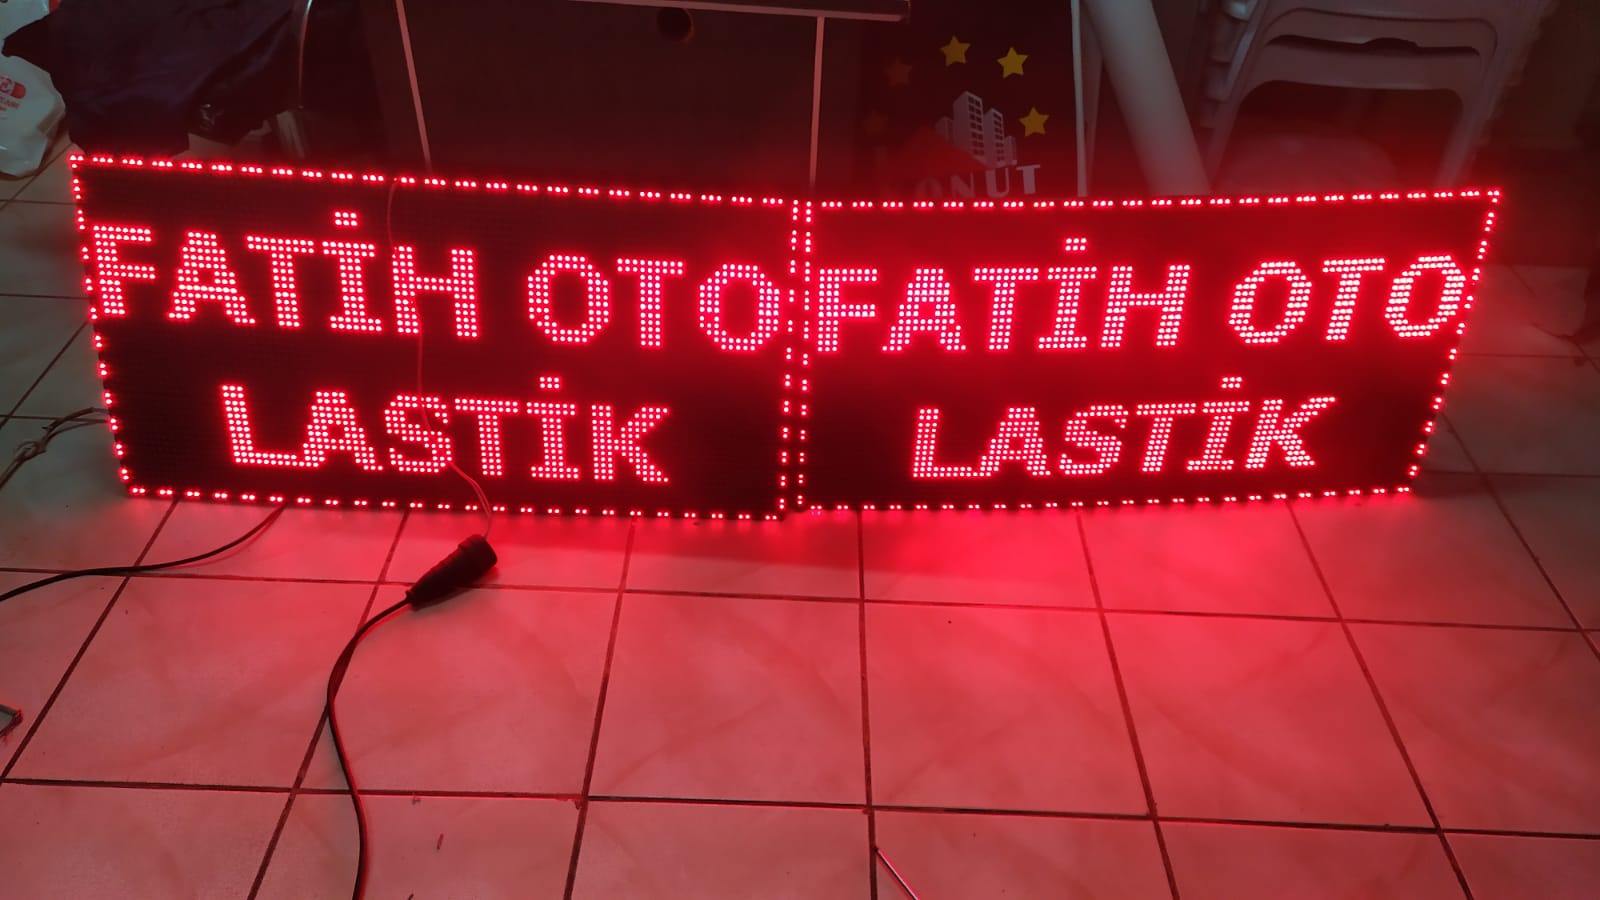 KONUT
FATİH OTO
LASTİK
FATİH OTO
LASTİK